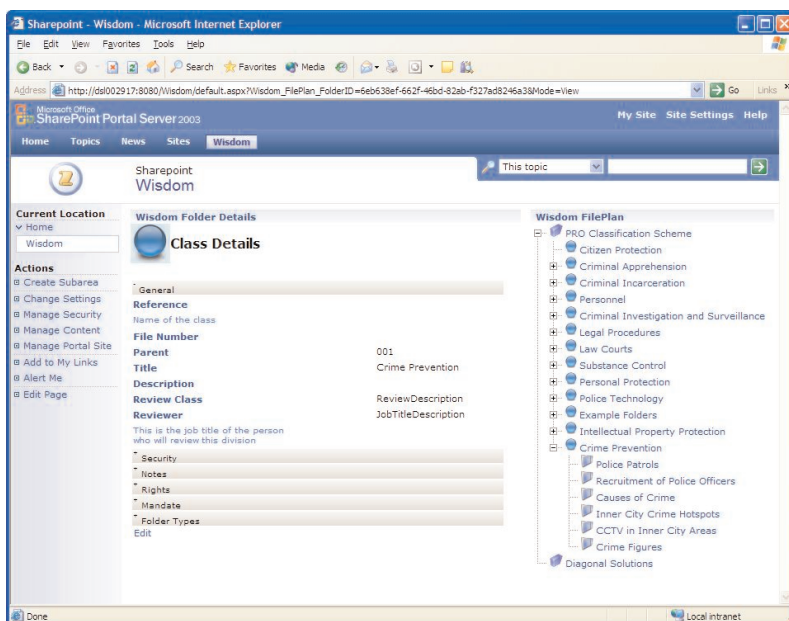 Sharepoint - Wisdom - Microsoft Internet Explorer
File Edit View Favorites Tools Help
Back Search Favorites Media
Address http://dsl002917:8080/Wisdom/default.aspx?Wisdom_FilePlan_FolderID=6eb638ef-662f-46bd-82ab-f327ad8246a3&Mode=View Go Links
Microsoft Office
SharePoint Portal Server 2003
My Site Site Settings Help
Home Topics News Sites Wisdom
This topic
Sharepoint
Wisdom
Current Location
Home
Wisdom
Actions
Create Subarea
Change Settings
Manage Security
Manage Content
Manage Portal Site
Add to My Links
Alert Me
Edit Page
Wisdom Folder Details
Class Details
General
Reference
Name of the class
File Number
Parent 001
Title Crime Prevention
Description
Review Class ReviewDescription
Reviewer JobTitleDescription
This is the job title of the person
who will review this division
Security
Notes
Rights
Mandate
Folder Types
Edit
Wisdom FilePlan
PRO Classification Scheme
Citizen Protection
Criminal Apprehension
Criminal Incarceration
Personnel
Criminal Investigation and Surveillance
Legal Procedures
Law Courts
Substance Control
Personal Protection
Police Technology
Example Folders
Intellectual Property Protection
Crime Prevention
Police Patrols
Recruitment of Police Officers
Causes of Crime
Inner City Crime Hotspots
CCTV in Inner City Areas
Crime Figures
Diagonal Solutions
Done
Local intranet